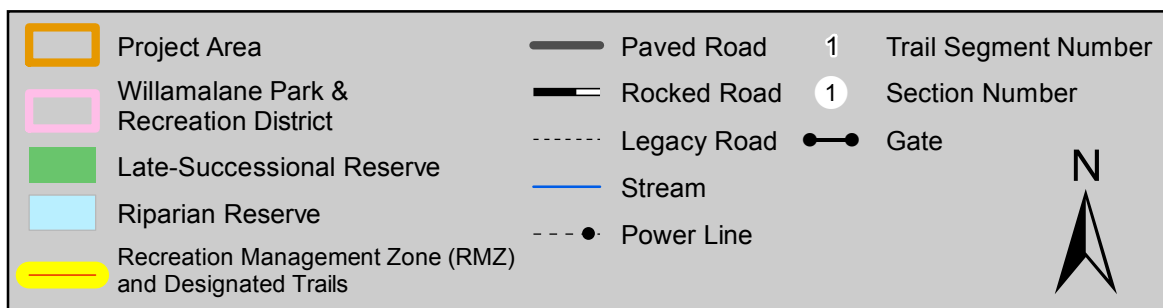 Project Area
Willamalane Park &
Recreation District
Late-Successional Reserve
Riparian Reserve
Recreation Management Zone (RMZ)
and Designated Trails
Paved Road
Rocked Road
Legacy Road
Stream
Power Line
1 Trail Segment Number
1 Section Number
Gate
N